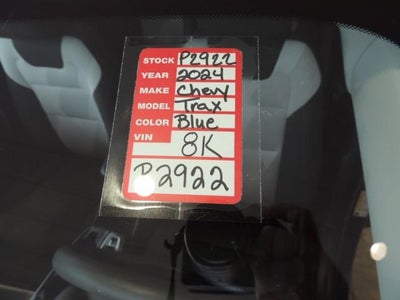 STOCK P2922
YEAR 2024
MAKE Chevy
MODEL Trax
COLOR Blue
VIN 8K
P2922